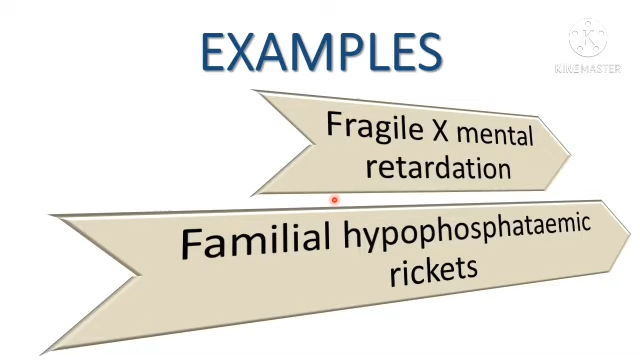 EXAMPLES
KINEMASTER
Fragile X mental
retardation
Familial hypophosphataemic
rickets